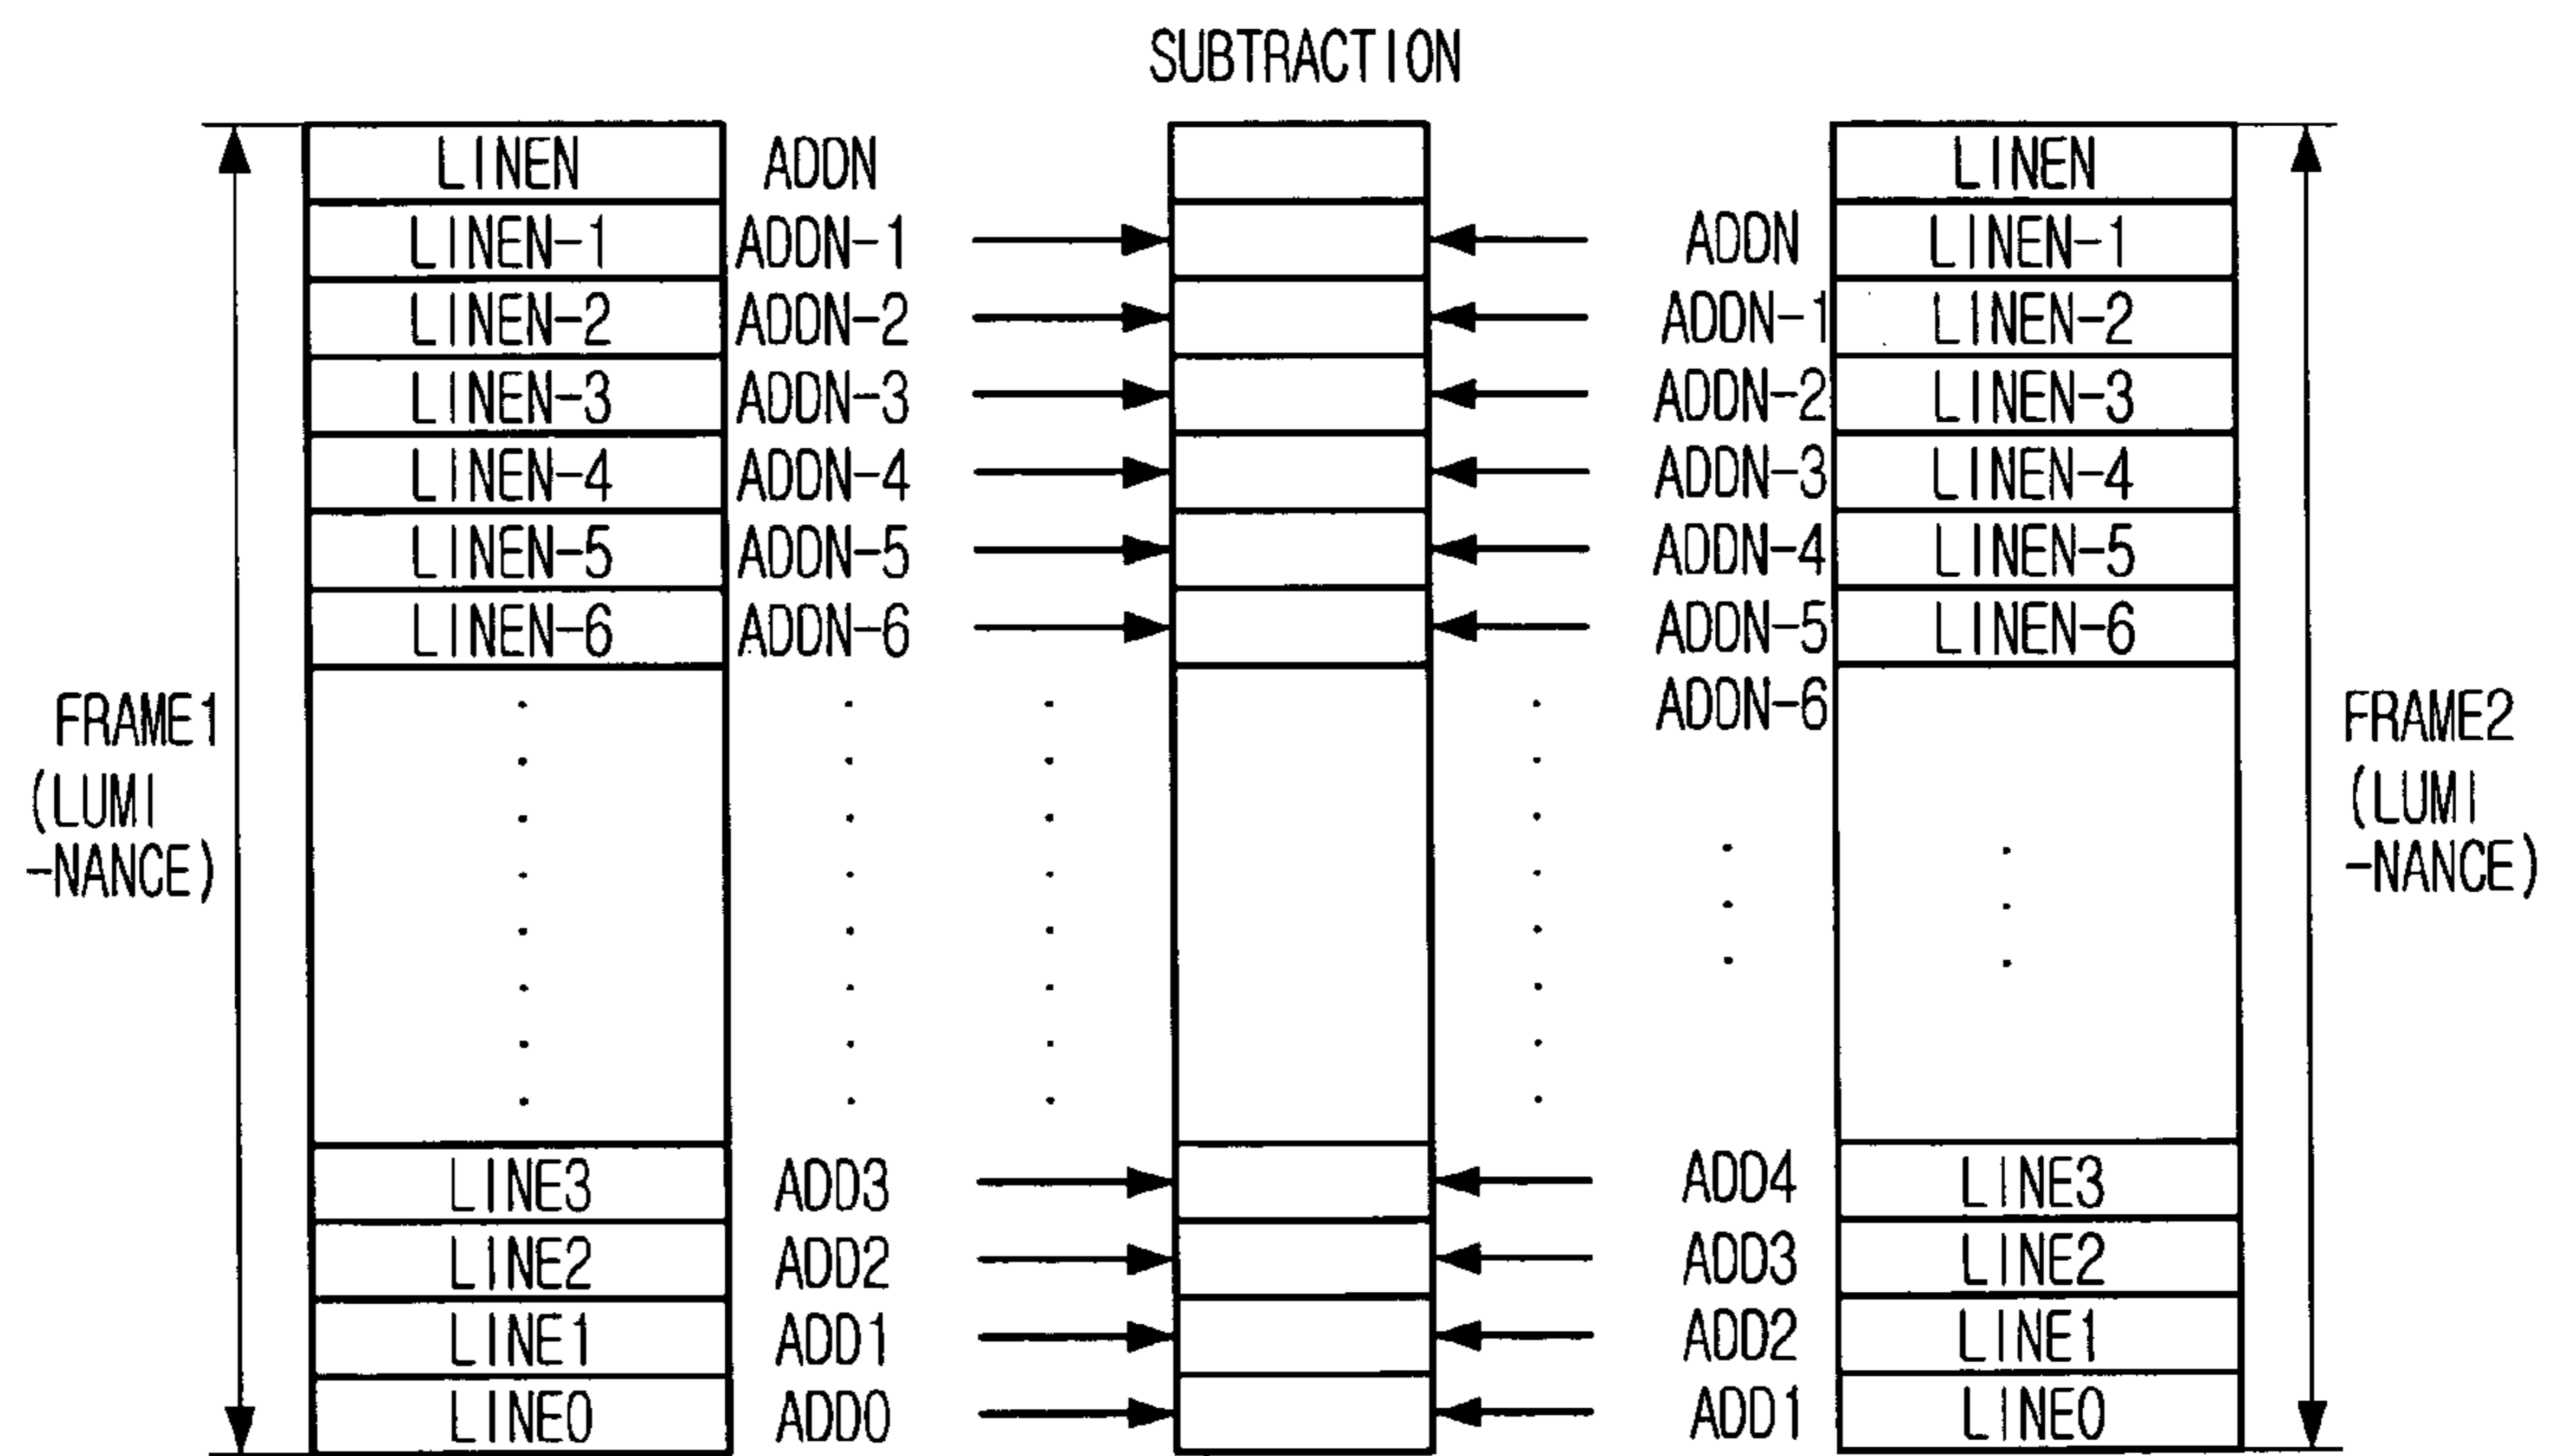 SUBTRACTION
LINEN ADDN LINEN
LINEN-1 ADDN-1 ADDN LINEN-1
LINEN-2 ADDN-2 ADDN-1 LINEN-2
LINEN-3 ADDN-3 ADDN-2 LINEN-3
LINEN-4 ADDN-4 ADDN-3 LINEN-4
LINEN-5 ADDN-5 ADDN-4 LINEN-5
LINEN-6 ADDN-6 ADDN-5 LINEN-6
FRAME1 ADDN-6 FRAME2
(LUMI (LUMI
-NANCE) -NANCE)
LINE3 ADD3 ADD4 LINE3
LINE2 ADD2 ADD3 LINE2
LINE1 ADD1 ADD2 LINE1
LINE0 ADD0 ADD1 LINE0